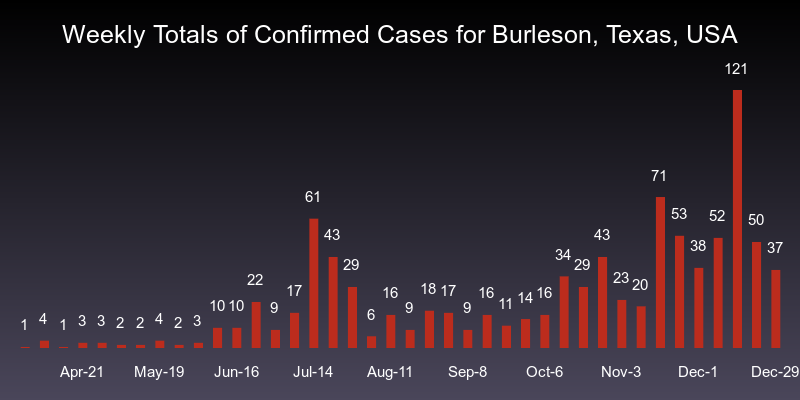 Weekly Totals of Confirmed Cases for Burleson, Texas, USA
1 4 1 3 3 2 2 4 2 3 10 10 22 9 17 61 43 29 6 16 9 18 17 9 16 11 14 16 34 29 43 23 20 71 53 38 52 121 50 37
Apr-21 May-19 Jun-16 Jul-14 Aug-11 Sep-8 Oct-6 Nov-3 Dec-1 Dec-29